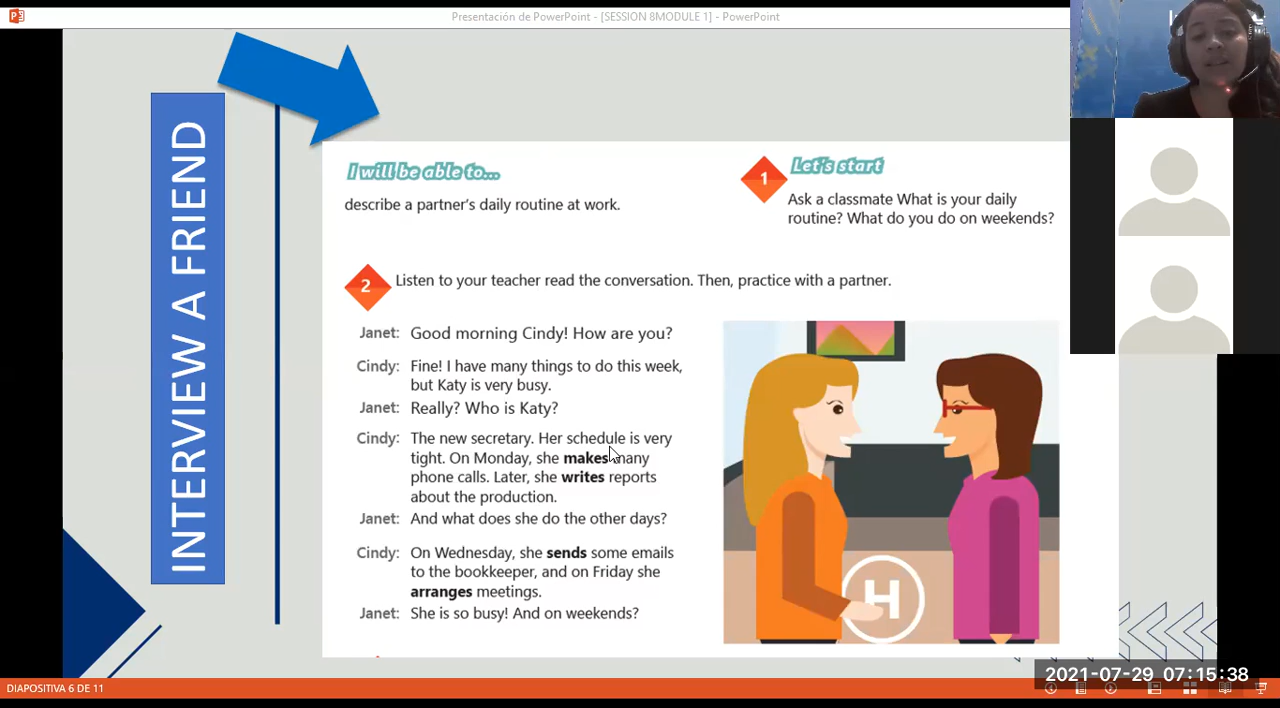 Presentación de PowerPoint - [SESSION 8MODULE 1] - PowerPoint
INTERVIEW A FRIEND
I will be able to...
describe a partner's daily routine at work.
1
Let's start
Ask a classmate What is your daily
routine? What do you do on weekends?
2
Listen to your teacher read the conversation. Then, practice with a partner.
Janet: Good morning Cindy! How are you?
Cindy: Fine! I have many things to do this week,
but Katy is very busy.
Janet: Really? Who is Katy?
Cindy: The new secretary. Her schedule is very
tight. On Monday, she makes many
phone calls. Later, she writes reports
about the production.
Janet: And what does she do the other days?
Cindy: On Wednesday, she sends some emails
to the bookkeeper, and on Friday she
arranges meetings.
Janet: She is so busy! And on weekends?
H
2021-07-29 07:15:38
DIAPOSITIVA 6 DE 11